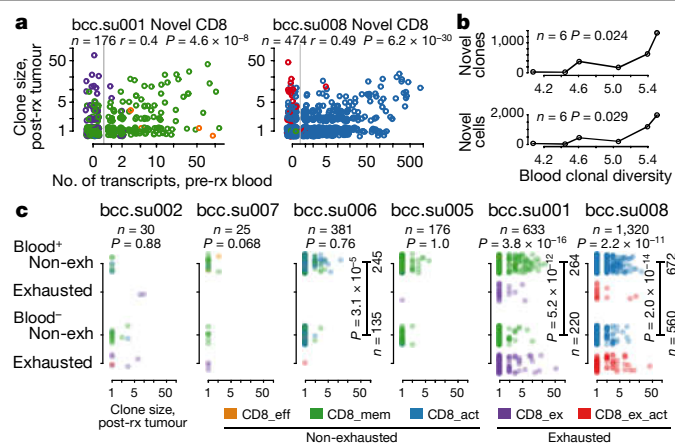 a
bcc.su001 Novel CD8
n = 176 r = 0.4 P = 4.6 × 10⁻⁸
bcc.su008 Novel CD8
n = 474 r = 0.49 P = 6.2 × 10⁻³⁰
Clone size,
post-rx tumour
50
5
1
50
5
1
0 2 10 50
0 5 50 500
No. of transcripts, pre-rx blood
b
Novel
clones
1,000
0
n = 6 P = 0.024
4.2 4.6 5.0 5.4
Novel
cells
2,000
0
n = 6 P = 0.029
4.2 4.6 5.0 5.4
Blood clonal diversity
c
bcc.su002
n = 30
P = 0.88
bcc.su007
n = 25
P = 0.068
bcc.su006
n = 381
P = 0.76
bcc.su005
n = 176
P = 1.0
bcc.su001
n = 633
P = 3.8 × 10⁻¹⁶
bcc.su008
n = 1,320
P = 2.2 × 10⁻¹¹
Blood⁺
Non-exh
Exhausted
Blood⁻
Non-exh
Exhausted
P = 3.1 × 10⁻⁵
245
n = 135
P = 5.2 × 10⁻¹²
264
n = 220
P = 2.0 × 10⁻¹⁴
672
n = 560
1 5 50
1 5 50
1 5 50
1 5 50
1 5 50
1 5 50
Clone size,
post-rx tumour
CD8_eff CD8_mem CD8_act CD8_ex CD8_ex_act
Non-exhausted
Exhausted